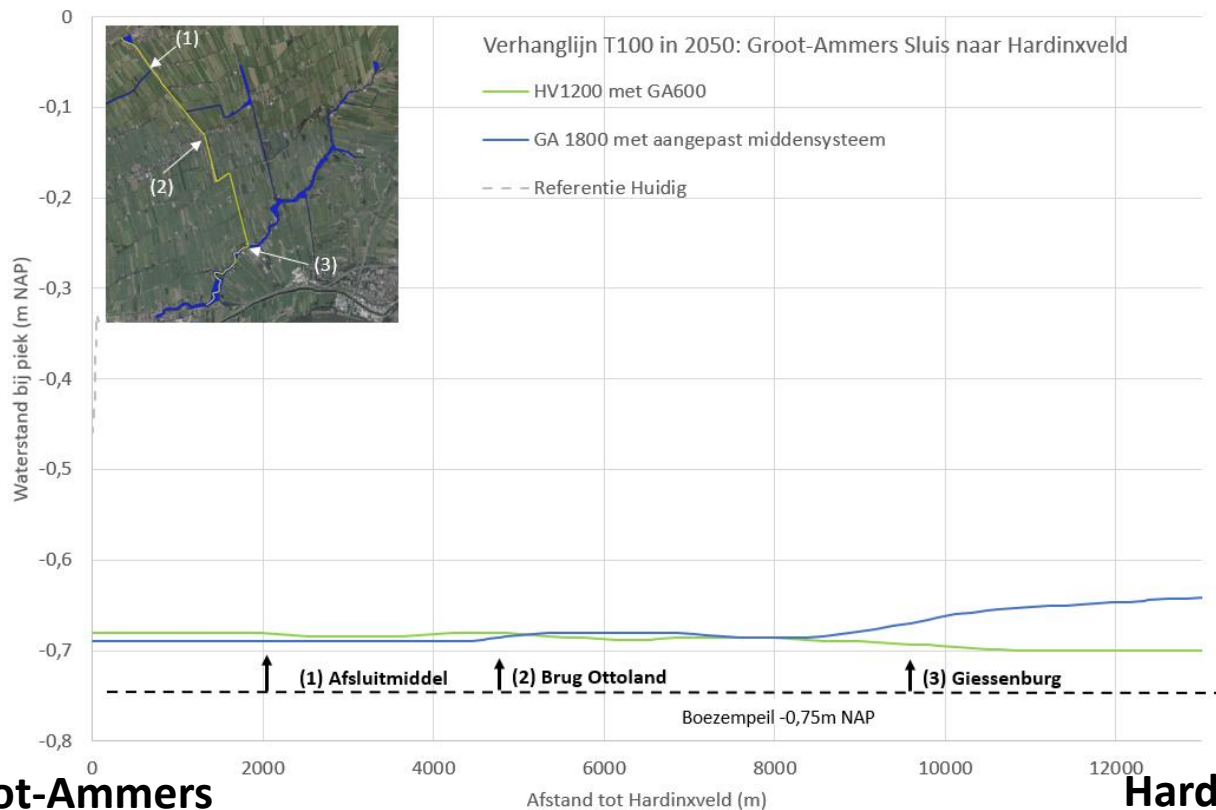 Verhanglijn T100 in 2050: Groot-Ammers Sluis naar Hardinxveld
HV1200 met GA600
GA 1800 met aangepast middensysteem
Referentie Huidig
(1)
(2)
(3)
Waterstand bij piek (m NAP)
0
-0,1
-0,2
-0,3
-0,4
-0,5
-0,6
-0,7
-0,8
(1) Afsluitmiddel
(2) Brug Ottoland
(3) Giessenburg
Boezempeil -0,75m NAP
0
2000
4000
6000
8000
10000
12000
ot-Ammers
Afstand tot Hardinxveld (m)
Hard